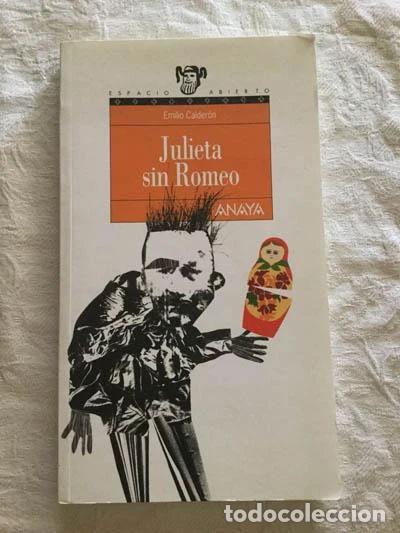 ESPACIO ABIERTO
Emilio Calderón
Julieta
sin Romeo
ANAYA
todocoleccion